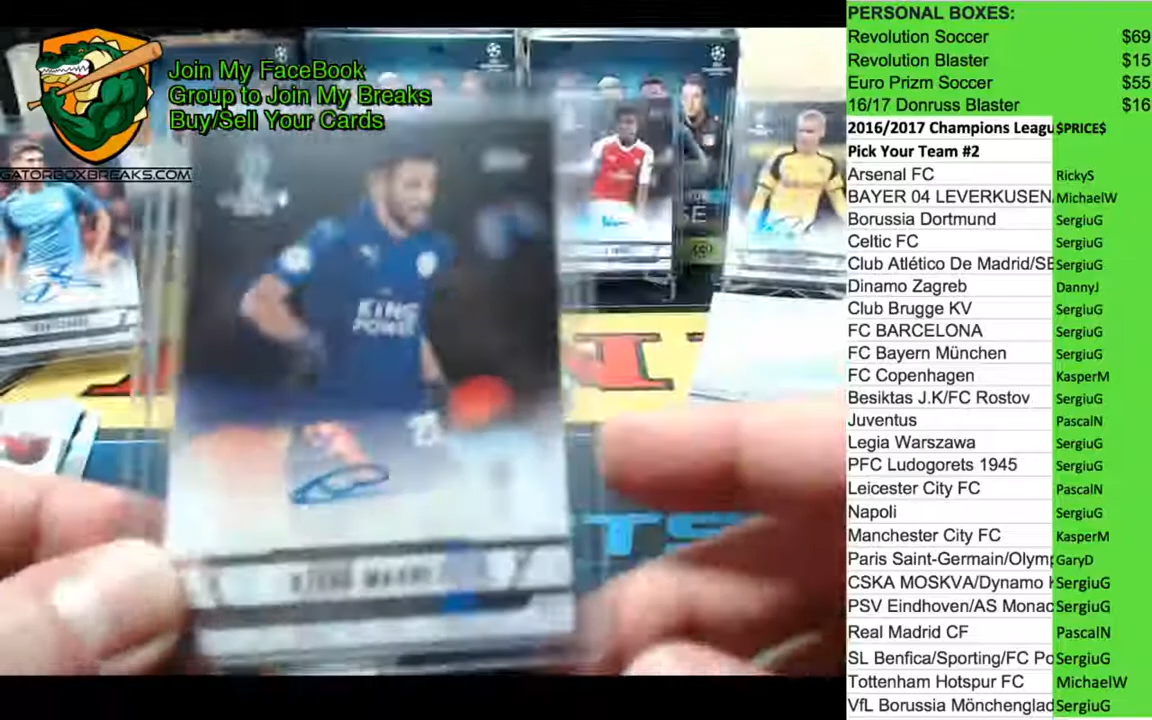 Join My FaceBook
Group to Join My Breaks
Buy/Sell Your Cards
GATORBOXBREAKS.COM
KING
POWER
PERSONAL BOXES:
Revolution Soccer $69
Revolution Blaster $15
Euro Prizm Soccer $55
16/17 Donruss Blaster $16
2016/2017 Champions Leagu $PRICE$
Pick Your Team #2
Arsenal FC RickyS
BAYER 04 LEVERKUSEN MichaelW
Borussia Dortmund SergiuG
Celtic FC SergiuG
Club Atlético De Madrid/SE SergiuG
Dinamo Zagreb DannyJ
Club Brugge KV SergiuG
FC BARCELONA SergiuG
FC Bayern München SergiuG
FC Copenhagen KasperM
Besiktas J.K/FC Rostov SergiuG
Juventus PascalN
Legia Warszawa SergiuG
PFC Ludogorets 1945 SergiuG
Leicester City FC PascalN
Napoli SergiuG
Manchester City FC KasperM
Paris Saint-Germain/Olymp GaryD
CSKA MOSKVA/Dynamo K SergiuG
PSV Eindhoven/AS Monac SergiuG
Real Madrid CF PascalN
SL Benfica/Sporting/FC Po SergiuG
Tottenham Hotspur FC MichaelW
VfL Borussia Mönchenglad SergiuG